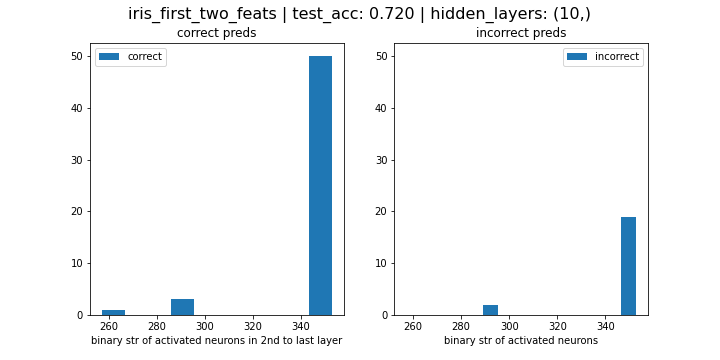 iris_first_two_feats | test_acc: 0.720 | hidden_layers: (10,)
correct preds
incorrect preds
correct
incorrect
50
40
30
20
10
0
260 280 300 320 340
binary str of activated neurons in 2nd to last layer
50
40
30
20
10
0
260 280 300 320 340
binary str of activated neurons